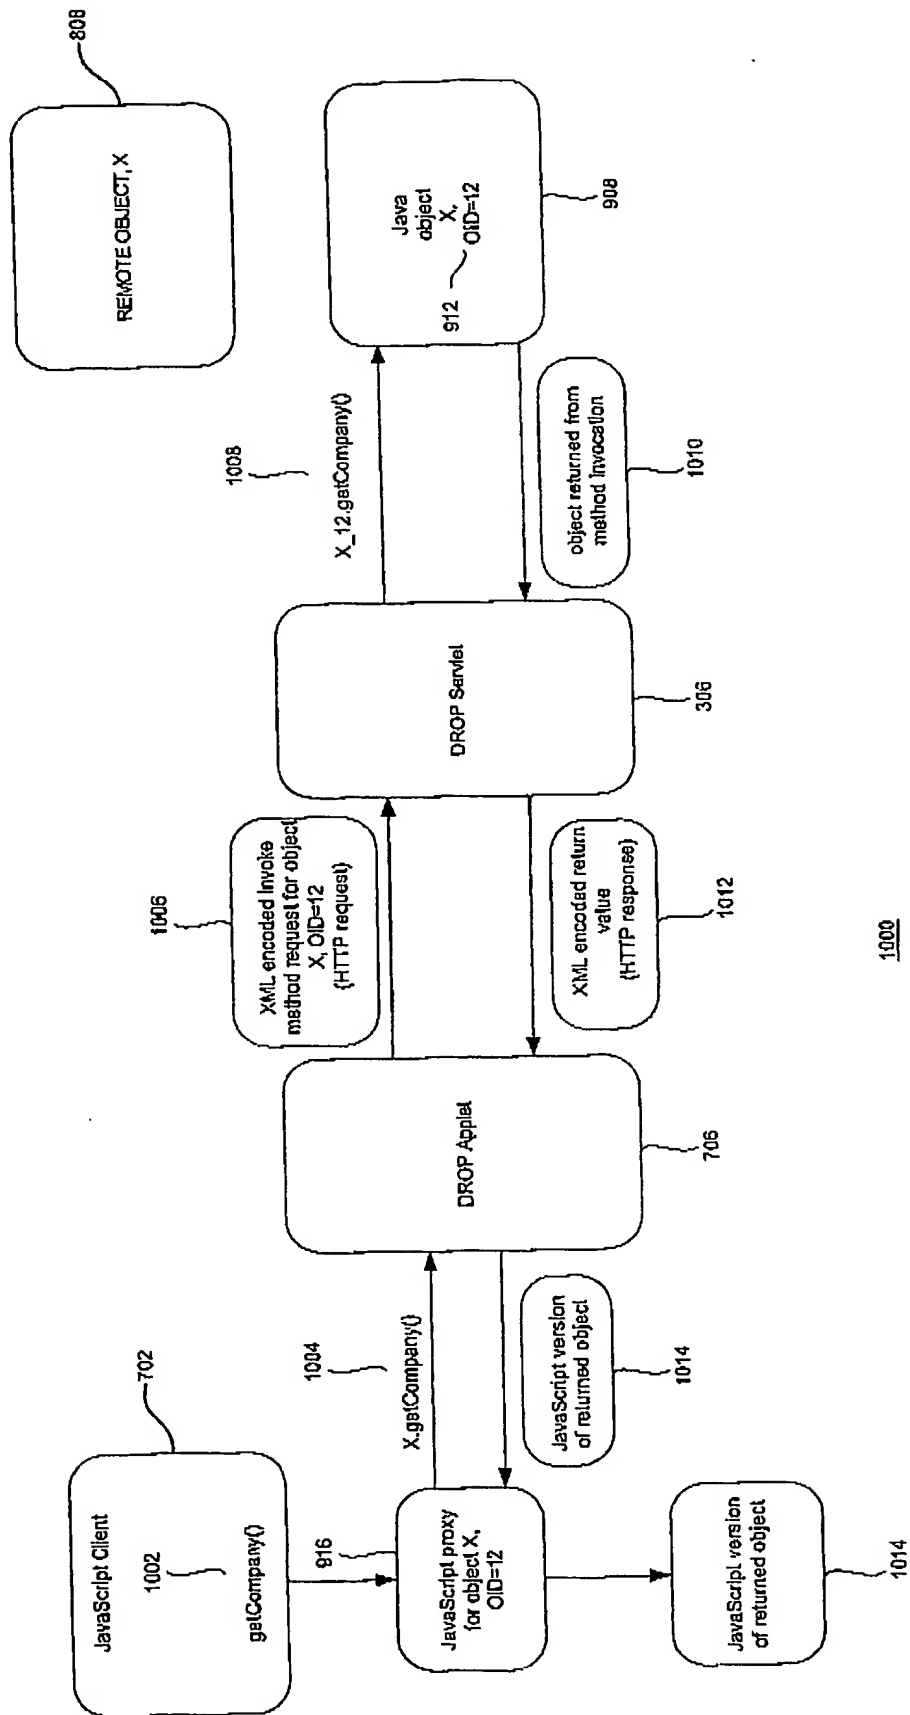 JavaScript Client
1002
getCompany()
702
916
JavaScript proxy
for object X,
OID=12
JavaScript version
of returned object
1014
1004
X.getCompany()
JavaScript version
of returned object
1014
DROP Applet
706
1006
XML encoded invoke
method request for object
X, OID=12
(HTTP request)
XML encoded return
value
(HTTP response)
1012
DROP Servlet
306
1008
X_12.getCompany()
object returned from
method invocation
1010
REMOTE OBJECT, X
808
Java
object
X,
OID=12
912
908
1000